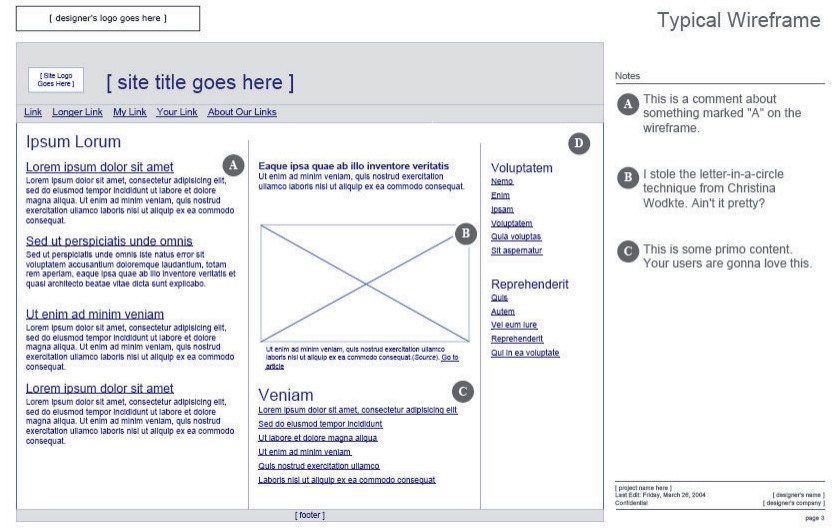 [ designer's logo goes here ]
Typical Wireframe
[ Site Logo
Goes Here ]
[ site title goes here ]
Link Longer Link My Link Your Link About Our Links
Ipsum Lorum
Lorem ipsum dolor sit amet
A
Lorem ipsum dolor sit amet, consectetur adipisicing elit,
sed do eiusmod tempor incididunt ut labore et dolore
magna aliqua. Ut enim ad minim veniam, quis nostrud
exercitation ullamco laboris nisi ut aliquip ex ea commodo
consequat.
Sed ut perspiciatis unde omnis
Sed ut perspiciatis unde omnis iste natus error sit
voluptatem accusantium doloremque laudantium, totam
rem aperiam, eaque ipsa quae ab illo inventore veritatis et
quasi architecto beatae vitae dicta sunt explicabo.
Ut enim ad minim veniam
Lorem ipsum dolor sit amet, consectetur adipisicing elit,
sed do eiusmod tempor incididunt ut labore et dolore
magna aliqua. Ut enim ad minim veniam, quis nostrud
exercitation ullamco laboris nisi ut aliquip ex ea commodo
consequat.
Lorem ipsum dolor sit amet
Lorem ipsum dolor sit amet, consectetur adipisicing elit,
sed do eiusmod tempor incididunt ut labore et dolore
magna aliqua. Ut enim ad minim veniam, quis nostrud
exercitation ullamco laboris nisi ut aliquip ex ea commodo
consequat.
Eaque ipsa quae ab illo inventore veritatis
Ut enim ad minim veniam, quis nostrud exercitation
ullamco laboris nisi ut aliquip ex ea commodo consequat.
B
Ut enim ad minim veniam, quis nostrud exercitation ullamco
laboris nisi ut aliquip ex ea commodo consequat.(Source). Go to
article
Veniam
C
Lorem ipsum dolor sit amet, consectetur adipisicing elit
Sed do eiusmod tempor incididunt
Ut labore et dolore magna aliqua
Ut enim ad minim veniam
Quis nostrud exercitation ullamco
Laboris nisi ut aliquip ex ea commodo consequat
D
Voluptatem
Nemo
Enim
Ipsam
Voluptatem
Quia voluptas
Sit aspernatur
Reprehenderit
Quis
Autem
Vel eum iure
Reprehenderit
Qui in ea voluptate
[ footer ]
Notes
A
This is a comment about
something marked "A" on the
wireframe.
B
I stole the letter-in-a-circle
technique from Christina
Wodkte. Ain't it pretty?
C
This is some primo content.
Your users are gonna love this.
[ project name here ]
Last Edit: Friday, March 26, 2004 [ designer's name ]
Confidential [ designer's company ]
page 3